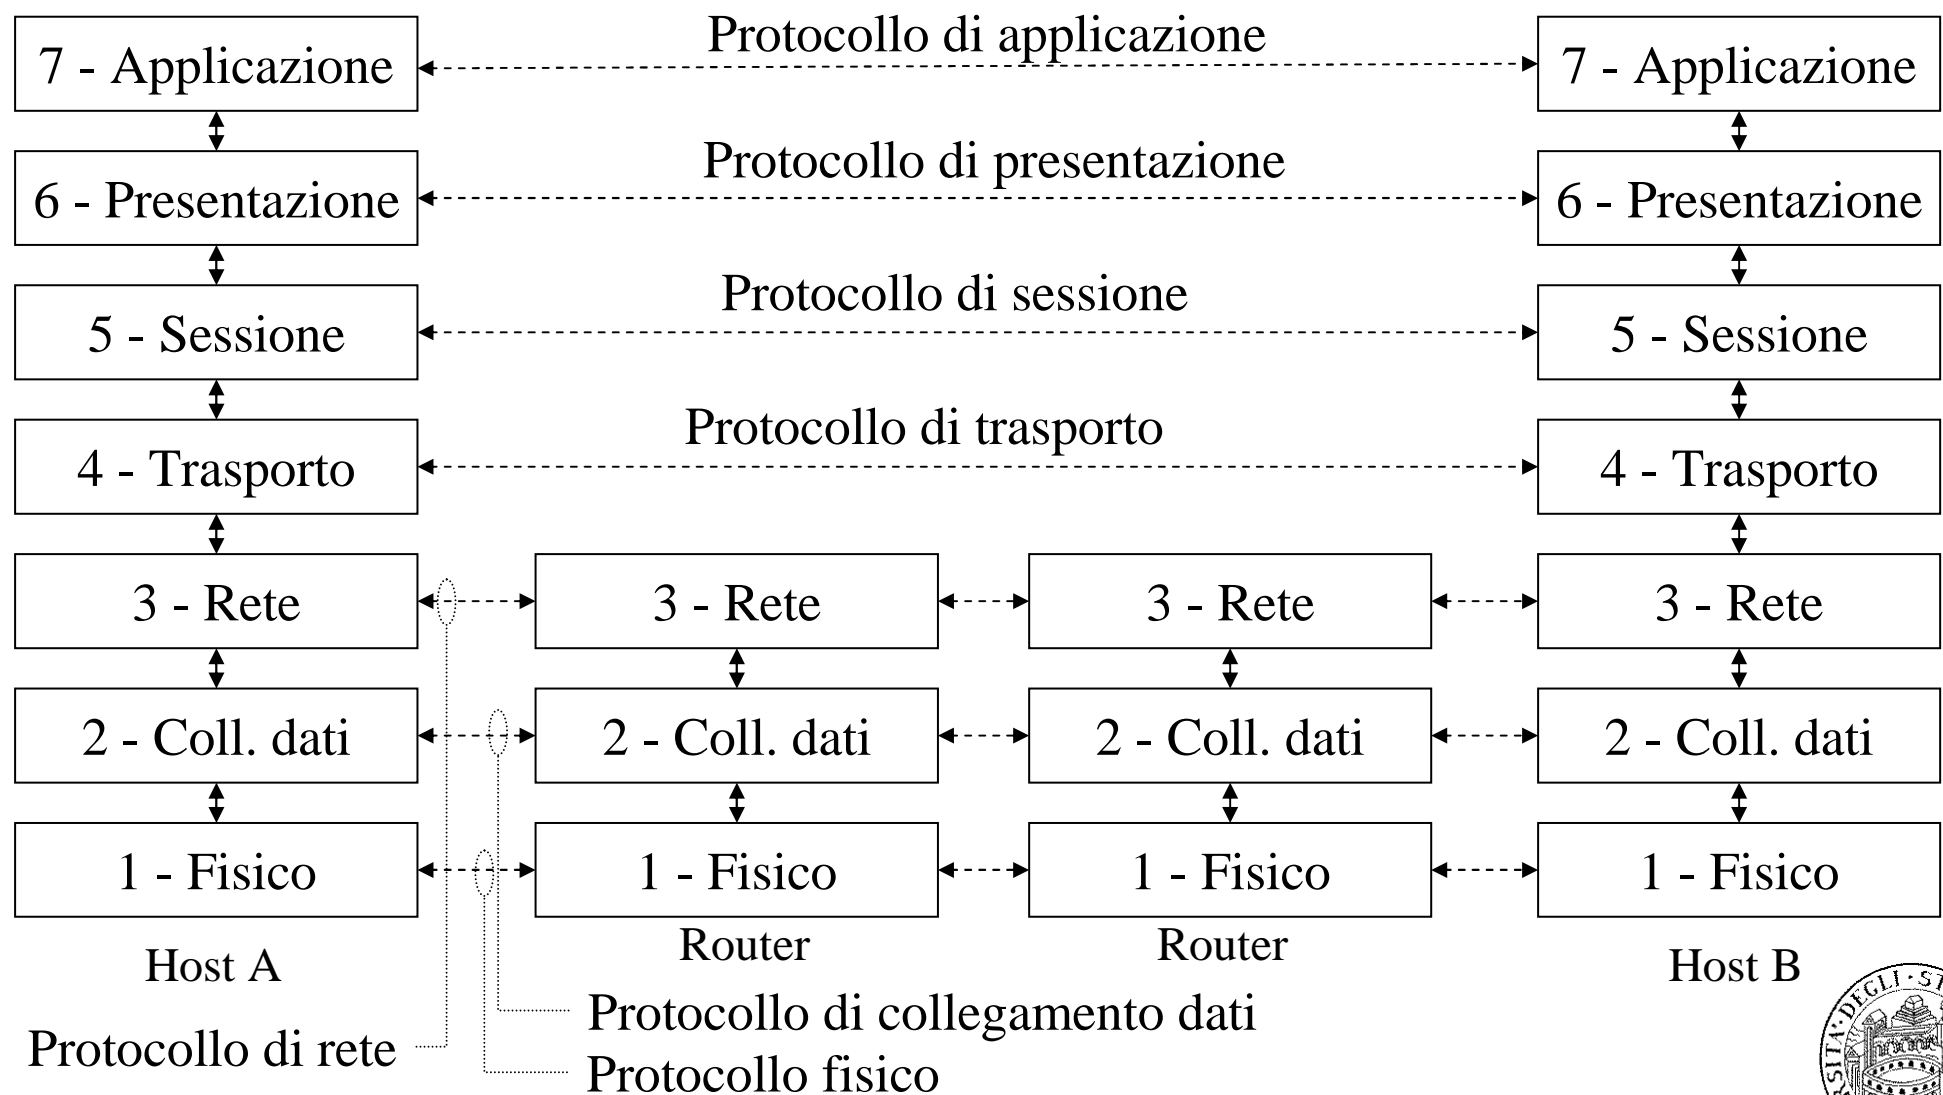 Protocollo di applicazione
7 - Applicazione
7 - Applicazione
Protocollo di presentazione
6 - Presentazione
6 - Presentazione
Protocollo di sessione
5 - Sessione
5 - Sessione
Protocollo di trasporto
4 - Trasporto
4 - Trasporto
3 - Rete
3 - Rete
3 - Rete
3 - Rete
2 - Coll. dati
2 - Coll. dati
2 - Coll. dati
2 - Coll. dati
1 - Fisico
1 - Fisico
1 - Fisico
1 - Fisico
Host A
Router
Router
Host B
Protocollo di collegamento dati
Protocollo di rete
Protocollo fisico
DEGLI